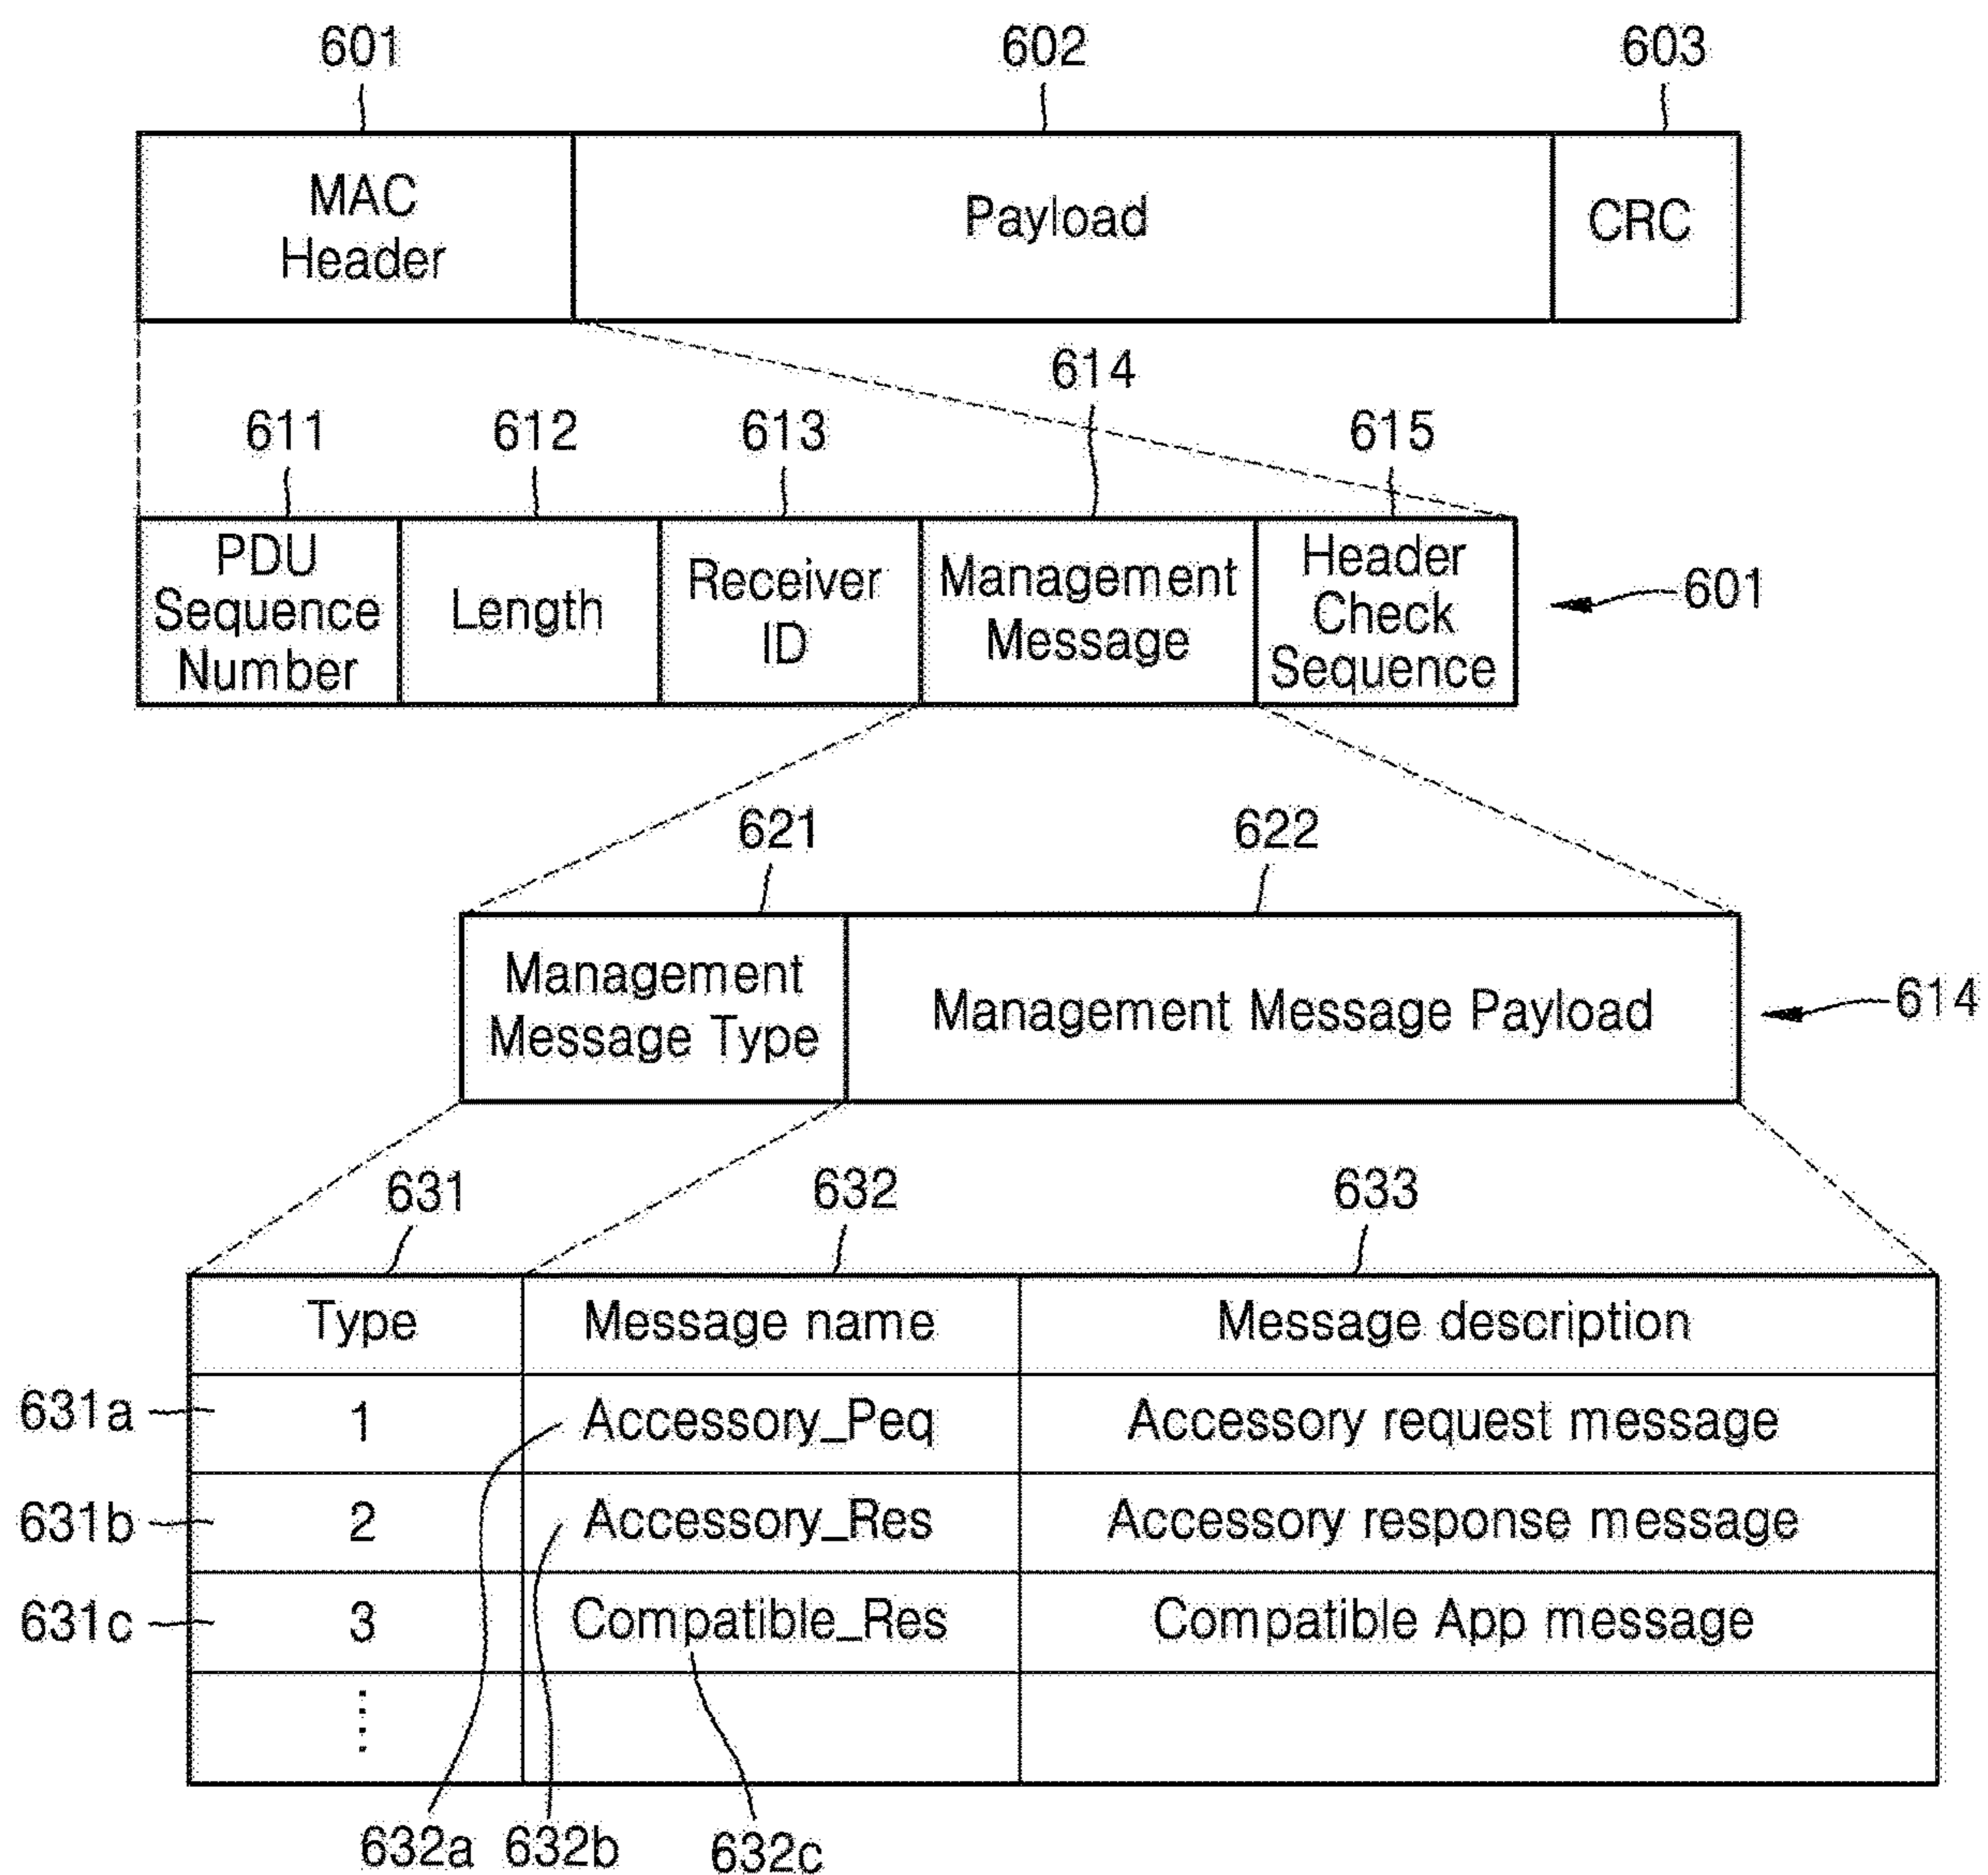 601
602
603
MAC
Header
Payload
CRC
611
612
613
614
615
PDU
Sequence
Number
Length
Receiver
ID
Management
Message
Header
Check
Sequence
601
621
622
Management
Message Type
Management Message Payload
614
631
632
633
Type
Message name
Message description
631a
1
Accessory_Peq
Accessory request message
631b
2
Accessory_Res
Accessory response message
631c
3
Compatible_Res
Compatible App message
632a
632b
632c